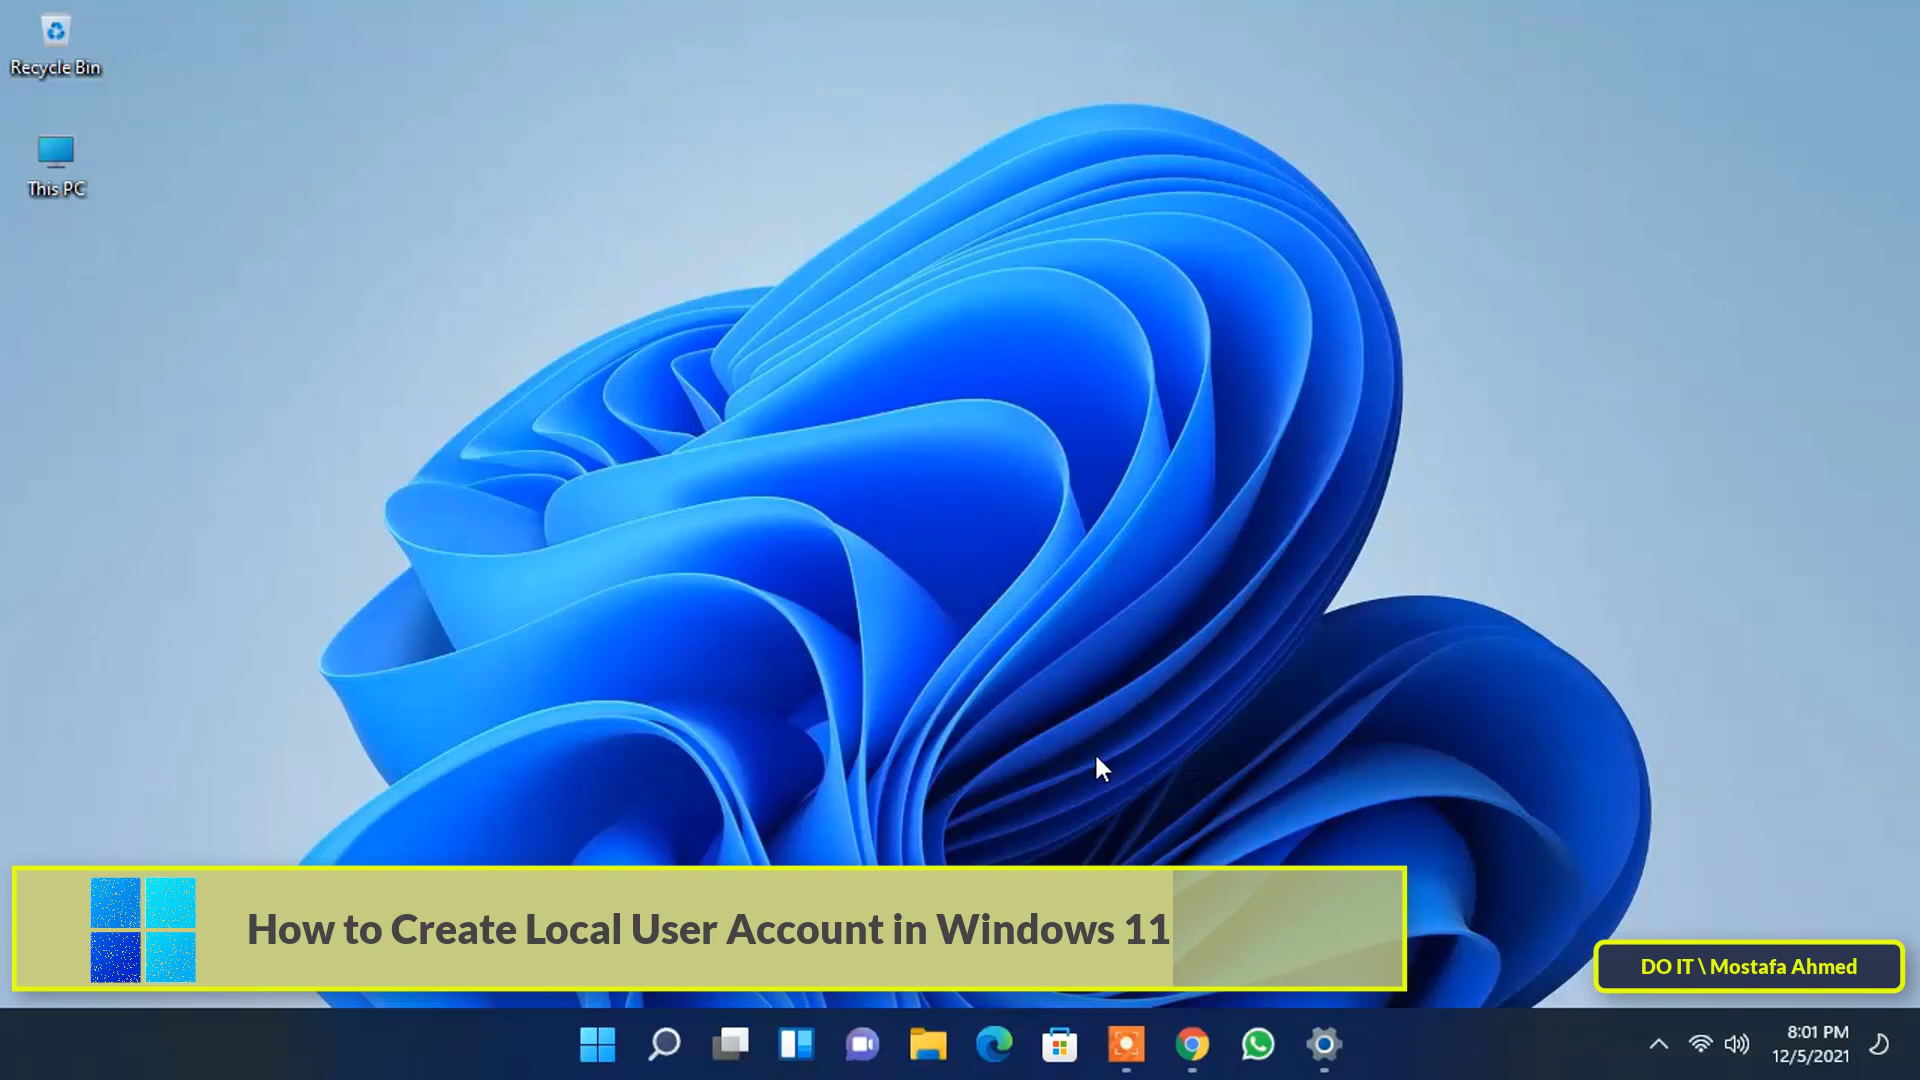 Recycle Bin
This PC
How to Create Local User Account in Windows 11
DO IT \ Mostafa Ahmed
8:01 PM
12/5/2021